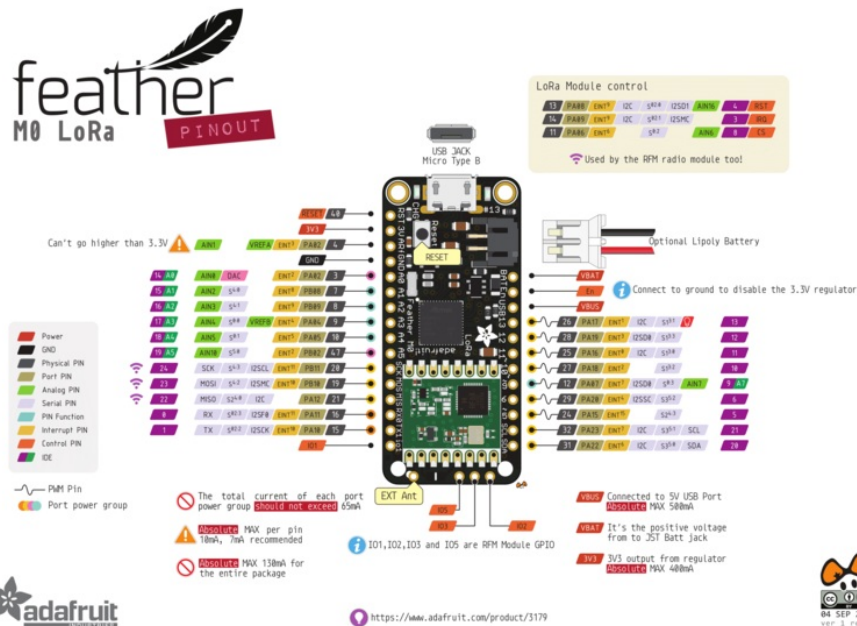 feather
M0 LoRa
PINOUT
LoRa Module control
13 PA08 I2C I2SD1 AIN16 4 RST
14 PA09 I2C I2SMC 3 IRQ
11 PA06 AIN6 8 CS
Used by the RFM radio module too!
USB JACK
Micro Type B
RESET 40
3V3
Can't go higher than 3.3V
AIN1 VREFA PA02 4
GND
14 A0 AIN0 DAC PA02 3
15 A1 AIN2 PB08 7
16 A2 AIN3 PB09 8
17 A3 AIN4 VREFB PA04 9
18 A4 AIN5 PA05 10
19 A5 AIN10 PB02 47
24 SCK I2SCL PB11 20
23 MOSI I2SMC PB10 19
22 MISO I2C PA12 21
0 RX I2SF0 PA11 16
1 TX I2SCK PA10 15
IO1
CHG
Reset
#13
RESET
Feather M0
LoRa
adafruit
Optional Lipoly Battery
VBAT
En
Connect to ground to disable the 3.3V regulator
VBUS
26 PA17 I2C 13
28 PA19 I2SD0 12
25 PA16 I2C 11
27 PA18 10
12 PA07 I2SD0 AIN7 9 A7
29 PA20 I2SSC 6
24 PA15 5
32 PA23 I2C SCL 21
31 PA22 I2C SDA 20
Power
GND
Physical PIN
Port PIN
Analog PIN
Serial PIN
PIN Function
Interrupt PIN
Control PIN
IDE
PWM Pin
Port power group
EXT Ant
IO5
IO3
IO2
IO1,IO2,IO3 and IO5 are RFM Module GPIO
The total current of each port
power group should not exceed 65mA
Absolute MAX per pin
10mA, 7mA recommended
Absolute MAX 130mA for
the entire package
VBUS Connected to 5V USB Port
Absolute MAX 500mA
VBAT It's the positive voltage
from to JST Batt jack
3V3 3V3 output from regulator
Absolute MAX 400mA
adafruit
https://www.adafruit.com/product/3179
04 SEP